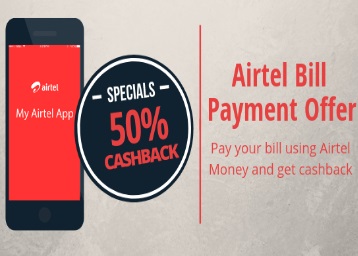 airtel
My Airtel App
SPECIALS
50%
CASHBACK
Airtel Bill
Payment Offer
Pay your bill using Airtel
Money and get cashback